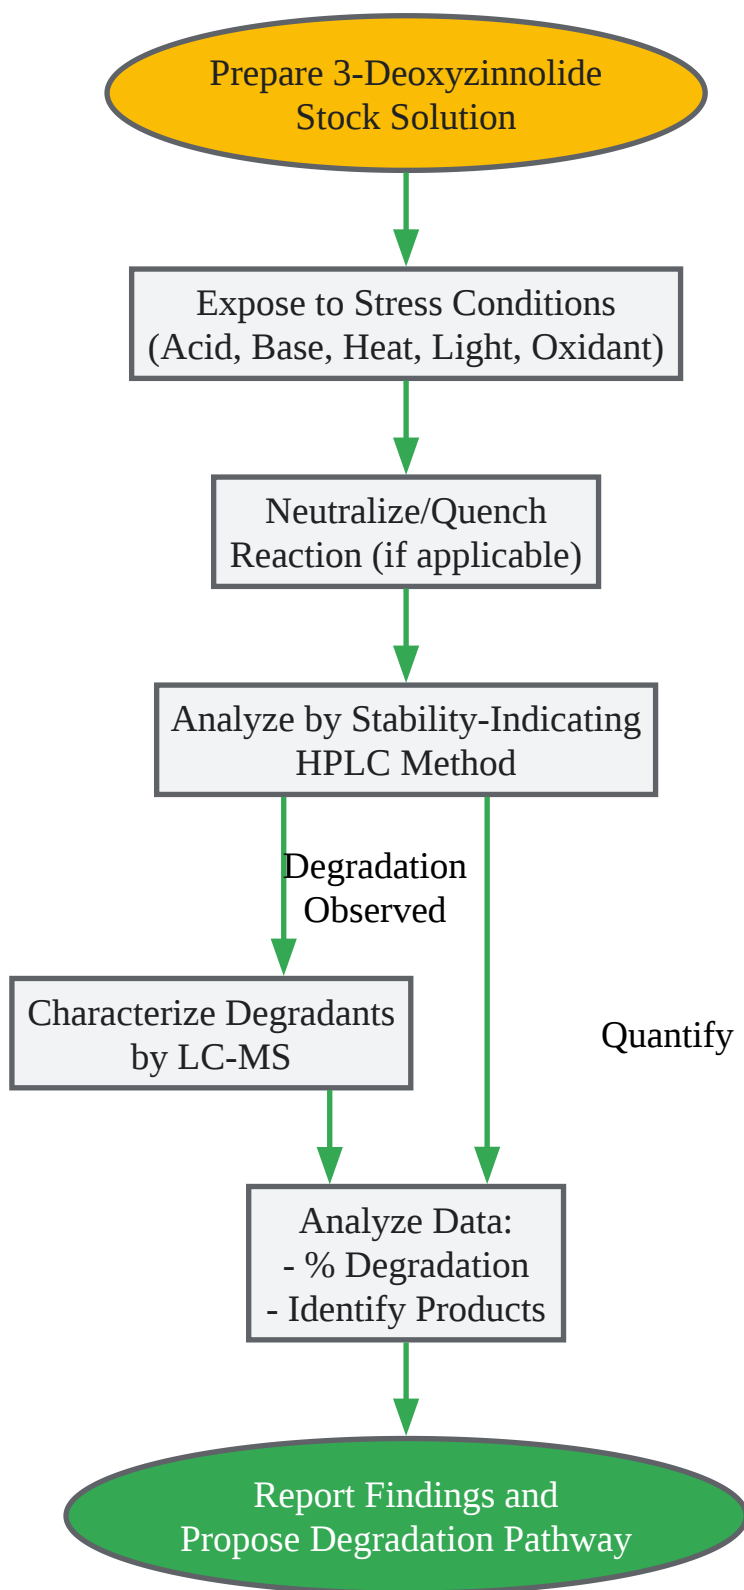 Prepare 3-Deoxyzinnolide
Stock Solution
Expose to Stress Conditions
(Acid, Base, Heat, Light, Oxidant)
Neutralize/Quench
Reaction (if applicable)
Analyze by Stability-Indicating
HPLC Method
Degradation
Observed
Characterize Degradants
by LC-MS
Quantify
Analyze Data:
- % Degradation
- Identify Products
Report Findings and
Propose Degradation Pathway